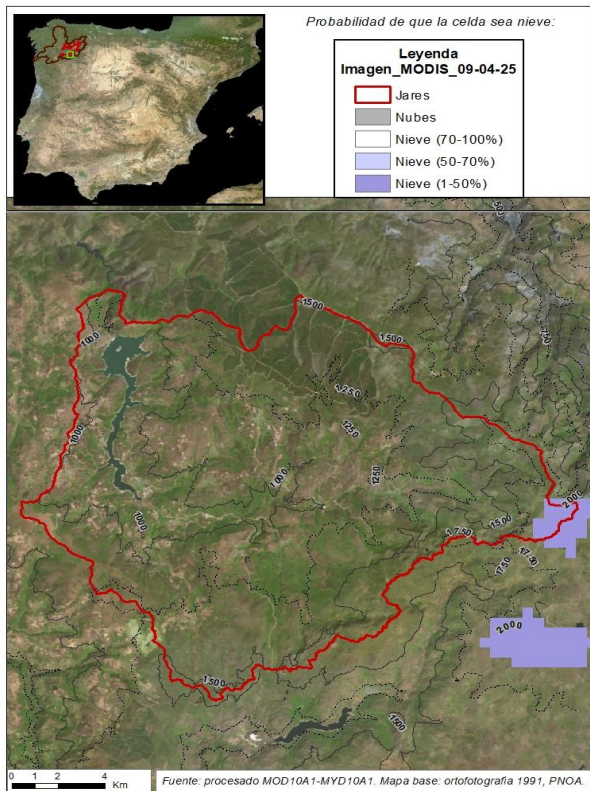 Probabilidad de que la celda sea nieve:
Leyenda
Imagen_MODIS_09-04-25
Jares
Nubes
Nieve (70-100%)
Nieve (50-70%)
Nieve (1-50%)
500
750
1500
1500
1000
1250
1250
1250
1000
1000
1000
2000
1500
1750
1750
1750
2000
1500
1500
0 1 2 4
Km
Fuente: procesado MOD10A1-MYD10A1. Mapa base: ortofotografía 1991, PNOA.